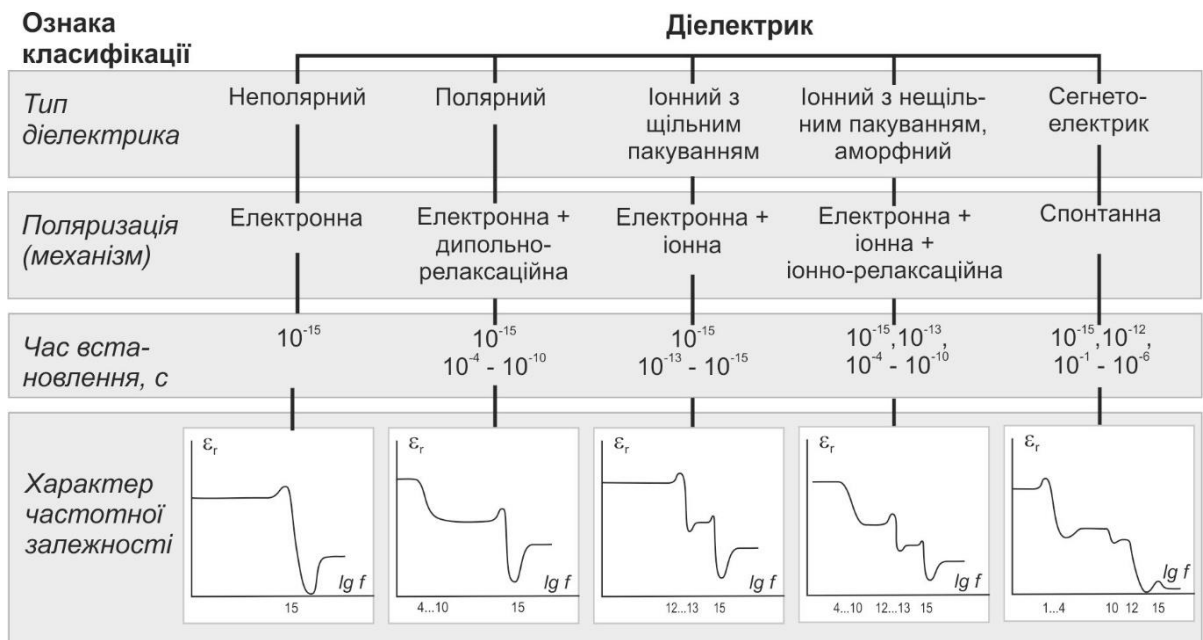 Ознака
класифікації
Діелектрик
Тип
діелектрика
Неполярний
Полярний
Іонний з
щільним
пакуванням
Іонний з нещіль-
ним пакуванням,
аморфний
Сегнето-
електрик
Поляризація
(механізм)
Електронна
Електронна +
дипольно-
релаксаційна
Електронна +
іонна
Електронна +
іонна +
іонно-релаксаційна
Спонтанна
Час вста-
новлення, с
10⁻¹⁵
10⁻¹⁵
10⁻⁴ - 10⁻¹⁰
10⁻¹⁵
10⁻¹³ - 10⁻¹⁵
10⁻¹⁵,10⁻¹³,
10⁻⁴ - 10⁻¹⁰
10⁻¹⁵,10⁻¹²,
10⁻¹ - 10⁻⁶
Характер
частотної
залежності
εᵣ
lg f
15
εᵣ
lg f
4...10 15
εᵣ
lg f
12...13 15
εᵣ
lg f
4...10 12...13 15
εᵣ
lg f
1...4 10 12 15